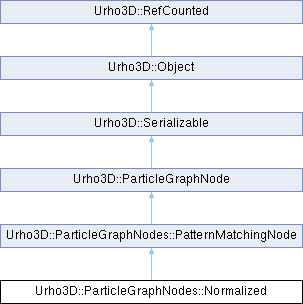 Urho3D::RefCounted
Urho3D::Object
Urho3D::Serializable
Urho3D::ParticleGraphNode
Urho3D::ParticleGraphNodes::PatternMatchingNode
Urho3D::ParticleGraphNodes::Normalized